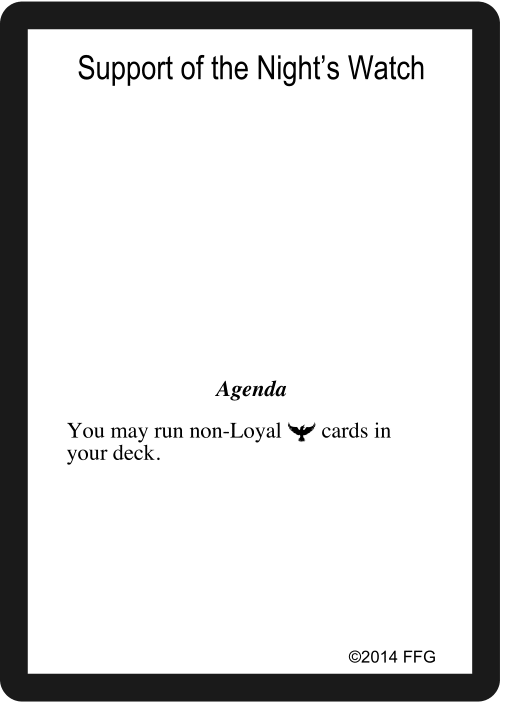 Support of the Night’s Watch
Agenda
You may run non-Loyal cards in
your deck.
©2014 FFG